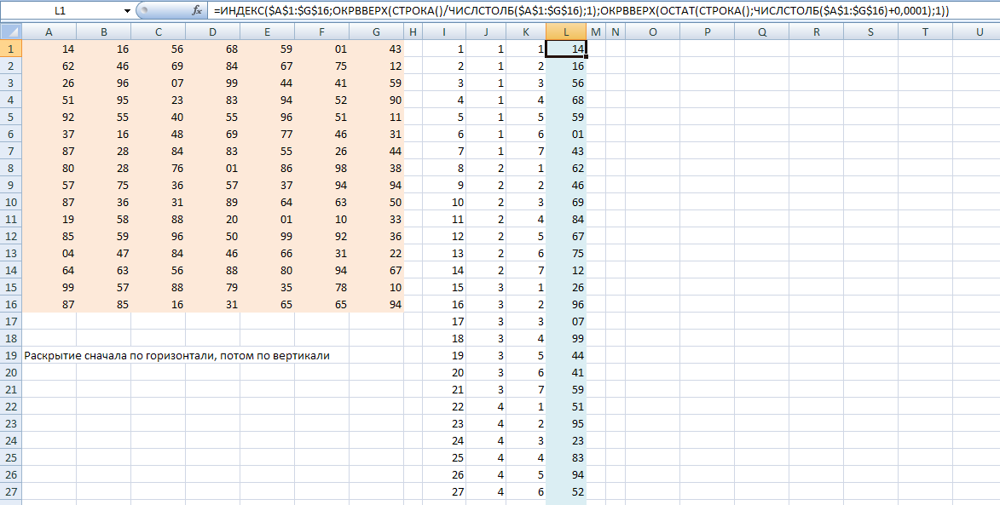 L1 fx =ИНДЕКС($A$1:$G$16;ОКРВВЕРХ(СТРОКА()/ЧИСЛСТОЛБ($A$1:$G$16);1);ОКРВВЕРХ(ОСТАТ(СТРОКА();ЧИСЛСТОЛБ($A$1:$G$16)+0,0001);1))
A B C D E F G H I J K L M N O P Q R S T U
1 14 16 56 68 59 01 43 1 1 1 14
2 62 46 69 84 67 75 12 2 1 2 16
3 26 96 07 99 44 41 59 3 1 3 56
4 51 95 23 83 94 52 90 4 1 4 68
5 92 55 40 55 96 51 11 5 1 5 59
6 37 16 48 69 77 46 31 6 1 6 01
7 87 28 84 83 55 26 44 7 1 7 43
8 80 28 76 01 86 98 38 8 2 1 62
9 57 75 36 57 37 94 94 9 2 2 46
10 87 36 31 89 64 63 50 10 2 3 69
11 19 58 88 20 01 10 33 11 2 4 84
12 85 59 96 50 99 92 36 12 2 5 67
13 04 47 84 46 66 31 22 13 2 6 75
14 64 63 56 88 80 94 67 14 2 7 12
15 99 57 88 79 35 78 10 15 3 1 26
16 87 85 16 31 65 65 94 16 3 2 96
17 17 3 3 07
18 18 3 4 99
19 Раскрытие сначала по горизонтали, потом по вертикали 19 3 5 44
20 20 3 6 41
21 21 3 7 59
22 22 4 1 51
23 23 4 2 95
24 24 4 3 23
25 25 4 4 83
26 26 4 5 94
27 27 4 6 52